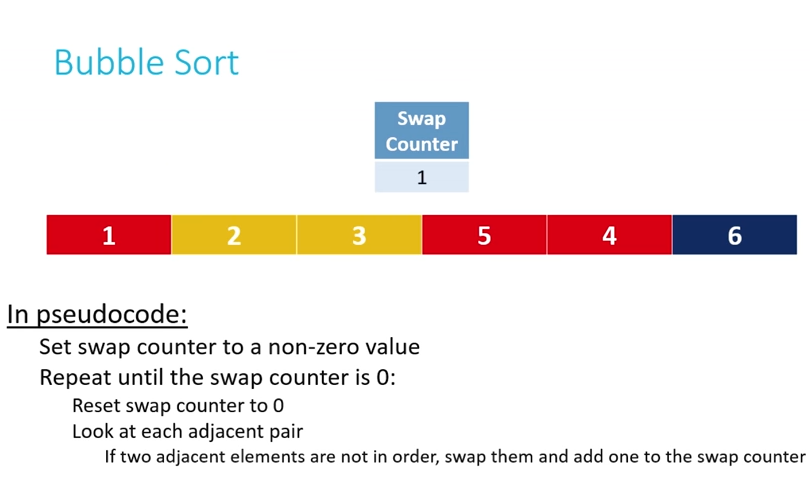 Bubble Sort
Swap
Counter
1
1 2 3 5 4 6
In pseudocode:
Set swap counter to a non-zero value
Repeat until the swap counter is 0:
Reset swap counter to 0
Look at each adjacent pair
If two adjacent elements are not in order, swap them and add one to the swap counter